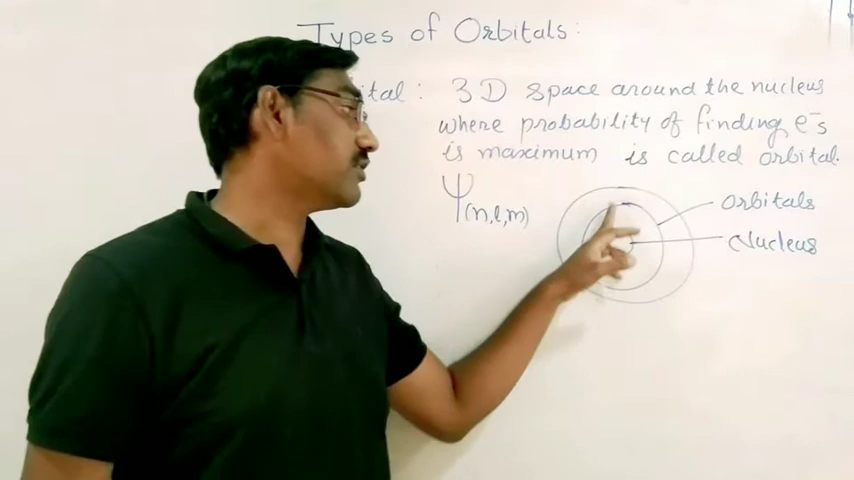 Types of Orbitals:
ital : 3D space around the nucleus
where probability of finding e⁻s
is maximum is called orbital.
Ψ(n,l,m)
orbitals
Nucleus